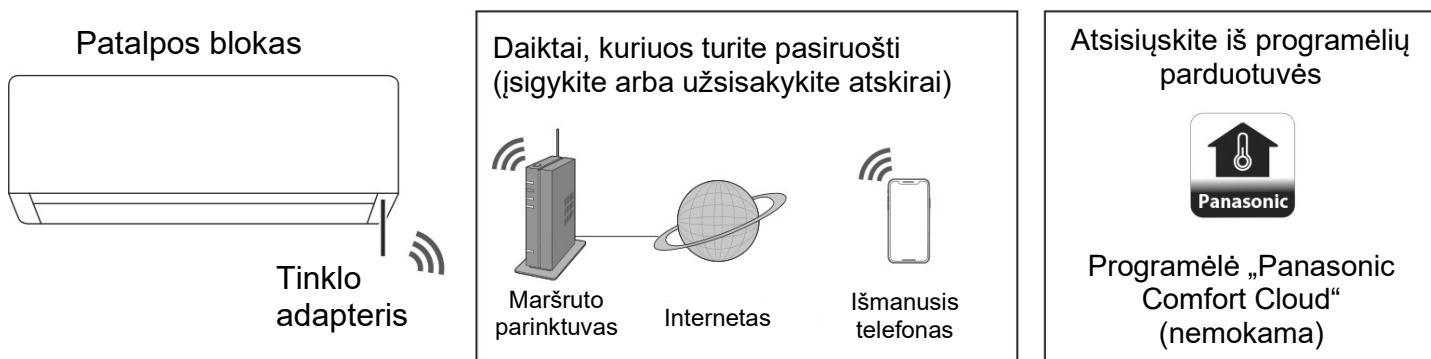 Patalpos blokas
Tinklo
adapteris
Daiktai, kuriuos turite pasiruošti
(įsigykite arba užsisakykite atskirai)
Maršruto
parinktuvas
Internetas
Išmanusis
telefonas
Atsisiųskite iš programėlių
parduotuvės
Panasonic
Programėlė „Panasonic
Comfort Cloud“
(nemokama)